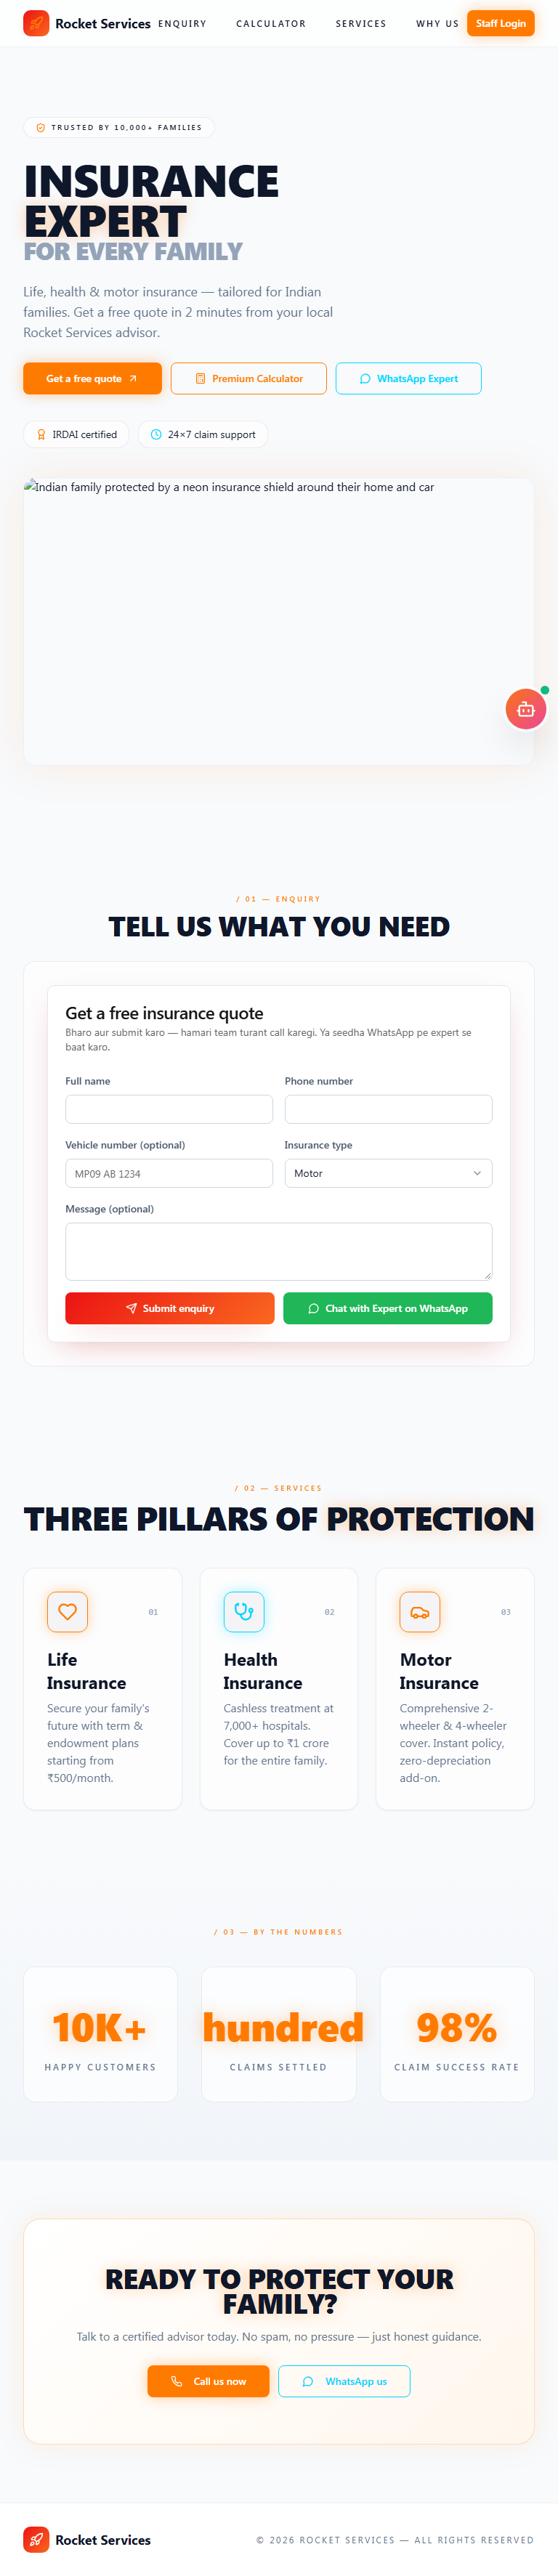 Rocket Services
ENQUIRY
CALCULATOR
SERVICES
WHY US
Staff Login
TRUSTED BY 10,000+ FAMILIES
INSURANCE
EXPERT
FOR EVERY FAMILY
Life, health & motor insurance — tailored for Indian
families. Get a free quote in 2 minutes from your local
Rocket Services advisor.
Get a free quote
Premium Calculator
WhatsApp Expert
IRDAI certified
24×7 claim support
Indian family protected by a neon insurance shield around their home and car
/ 01 — ENQUIRY
TELL US WHAT YOU NEED
Get a free insurance quote
Bharo aur submit karo — hamari team turant call karegi. Ya seedha WhatsApp pe expert se
baat karo.
Full name
Phone number
Vehicle number (optional)
Insurance type
MP09 AB 1234
Motor
Message (optional)
Submit enquiry
Chat with Expert on WhatsApp
/ 02 — SERVICES
THREE PILLARS OF PROTECTION
01
Life
Insurance
Secure your family's
future with term &
endowment plans
starting from
₹500/month.
02
Health
Insurance
Cashless treatment at
7,000+ hospitals.
Cover up to ₹1 crore
for the entire family.
03
Motor
Insurance
Comprehensive 2-
wheeler & 4-wheeler
cover. Instant policy,
zero-depreciation
add-on.
/ 03 — BY THE NUMBERS
10K+
HAPPY CUSTOMERS
hundred
CLAIMS SETTLED
98%
CLAIM SUCCESS RATE
READY TO PROTECT YOUR
FAMILY?
Talk to a certified advisor today. No spam, no pressure — just honest guidance.
Call us now
WhatsApp us
Rocket Services
© 2026 ROCKET SERVICES — ALL RIGHTS RESERVED